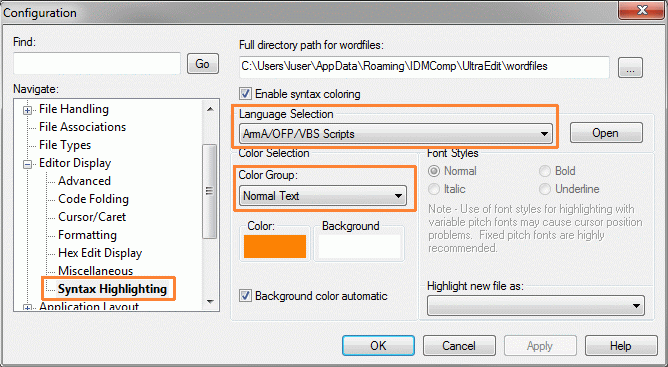 Configuration
Find:
Go
Navigate:
File Handling
File Associations
File Types
Editor Display
Advanced
Code Folding
Cursor/Caret
Formatting
Hex Edit Display
Miscellaneous
Syntax Highlighting
Application Layout
Full directory path for wordfiles:
C:\Users\luser\AppData\Roaming\IDMComp\UltraEdit\wordfiles
...
Enable syntax coloring
Language Selection
ArmA/OFP/VBS Scripts
Open
Color Selection
Color Group:
Normal Text
Color:
Background
Background color automatic
Font Styles
Normal
Bold
Italic
Underline
Note - Use of font styles for highlighting with
variable pitch fonts may cause cursor position
problems. Fixed pitch fonts are highly
recommended.
Highlight new file as:
OK
Cancel
Apply
Help